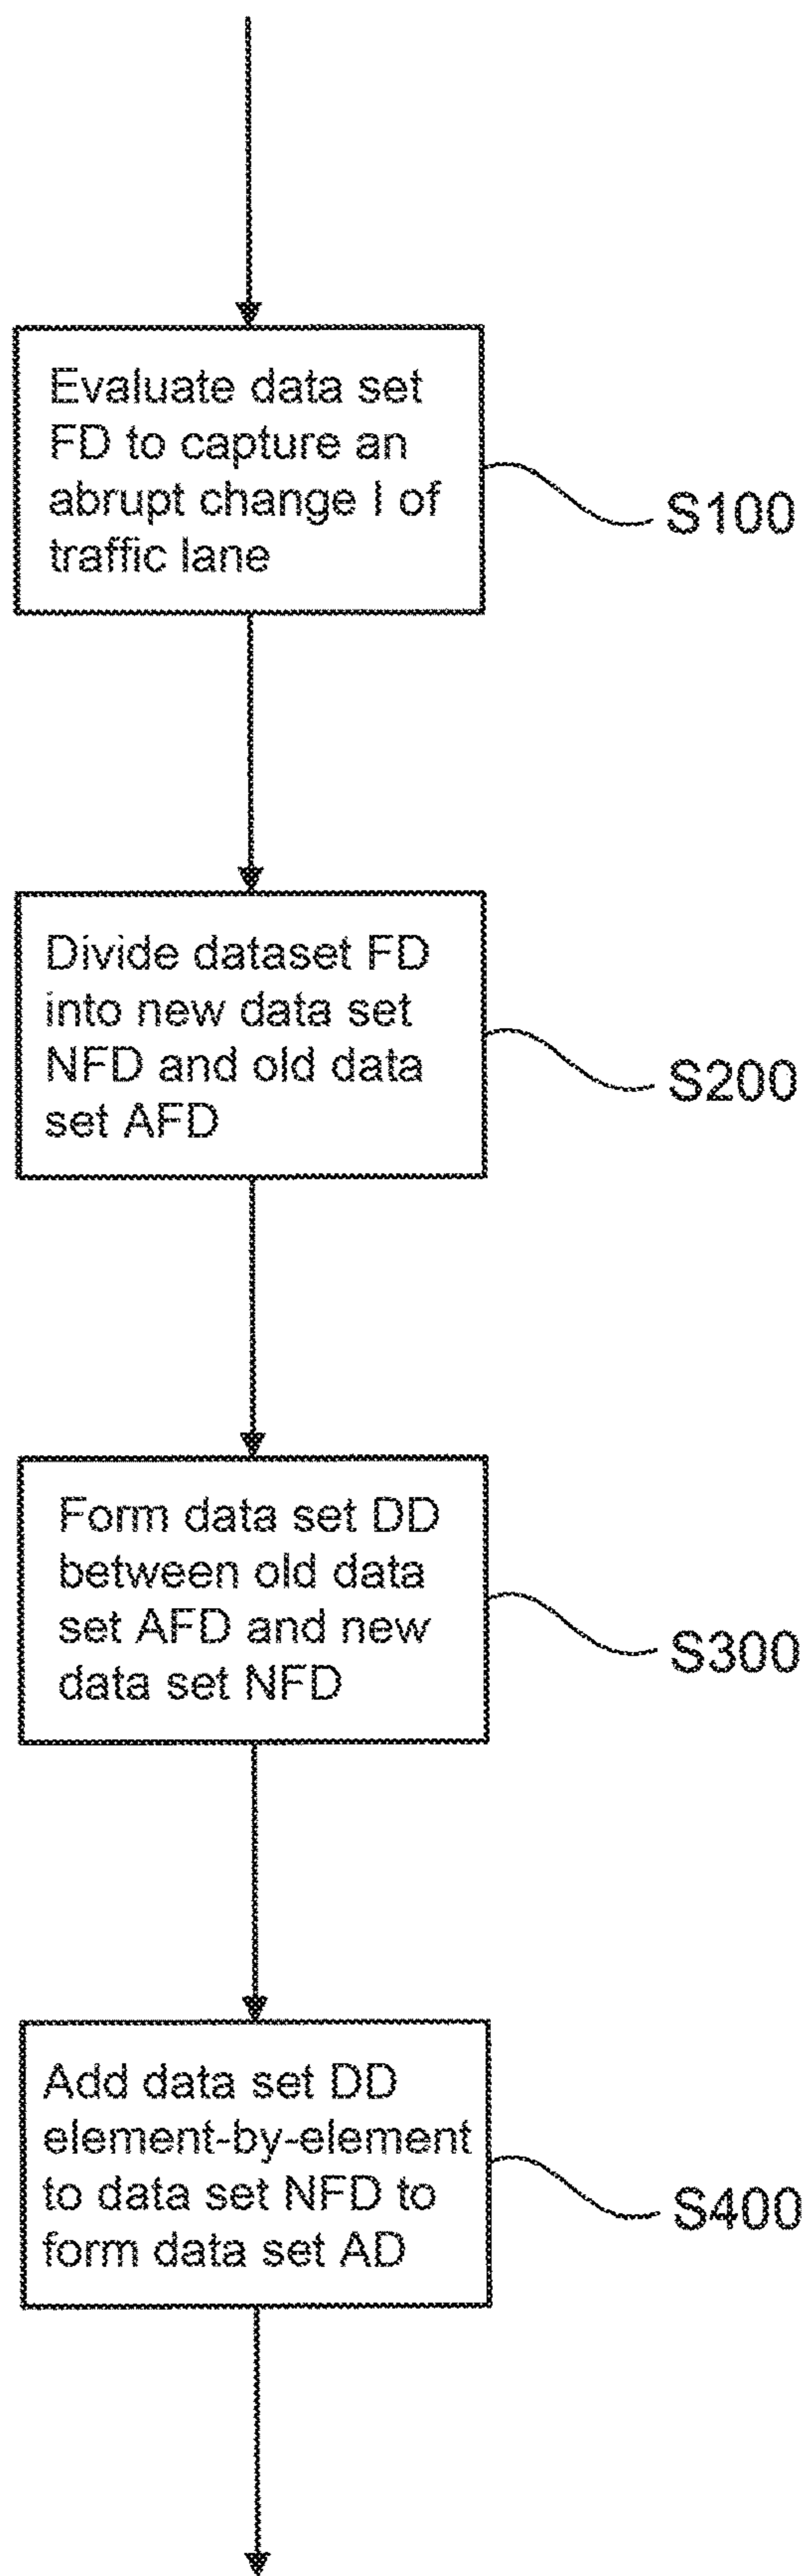 Evaluate data set
FD to capture an
abrupt change I of
traffic lane
S100
Divide dataset FD
into new data set
NFD and old data
set AFD
S200
Form data set DD
between old data
set AFD and new
data set NFD
S300
Add data set DD
element-by-element
to data set NFD to
form data set AD
S400